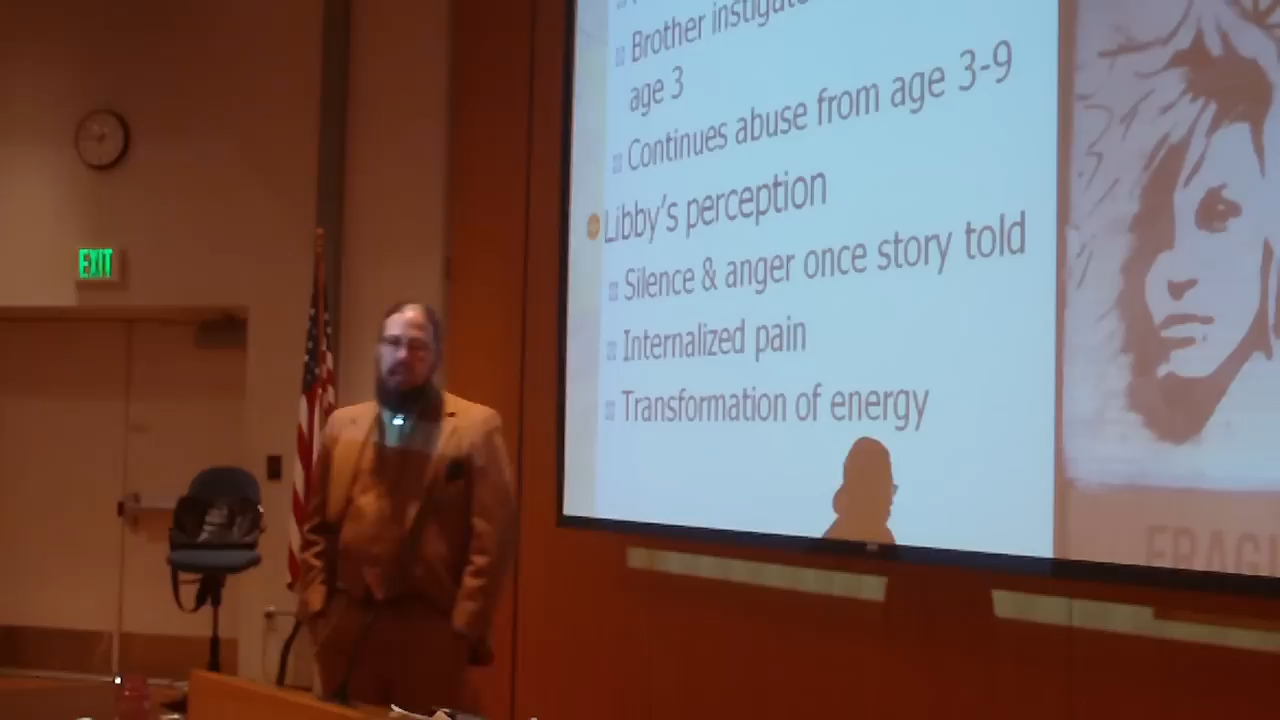 Brother
age 3
Continues abuse from age 3-9
Libby's perception
Silence & anger once story told
Internalized pain
Transformation of energy
EXIT